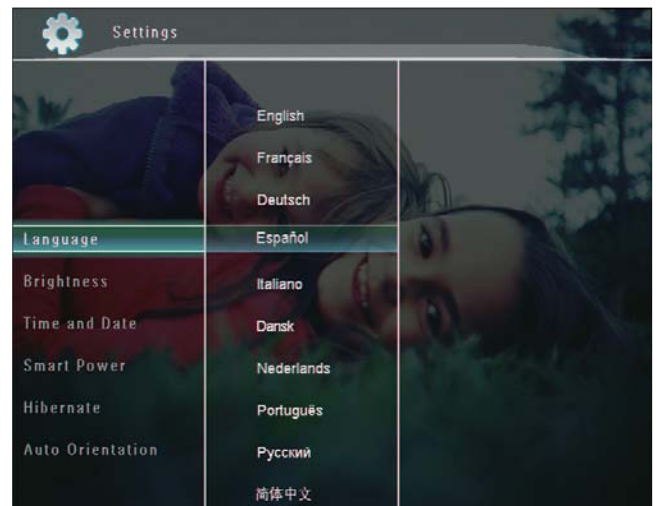 Settings
English
Français
Deutsch
Language
Español
Brightness
Italiano
Time and Date
Dansk
Smart Power
Nederlands
Hibernate
Português
Auto Orientation
Русский
简体中文